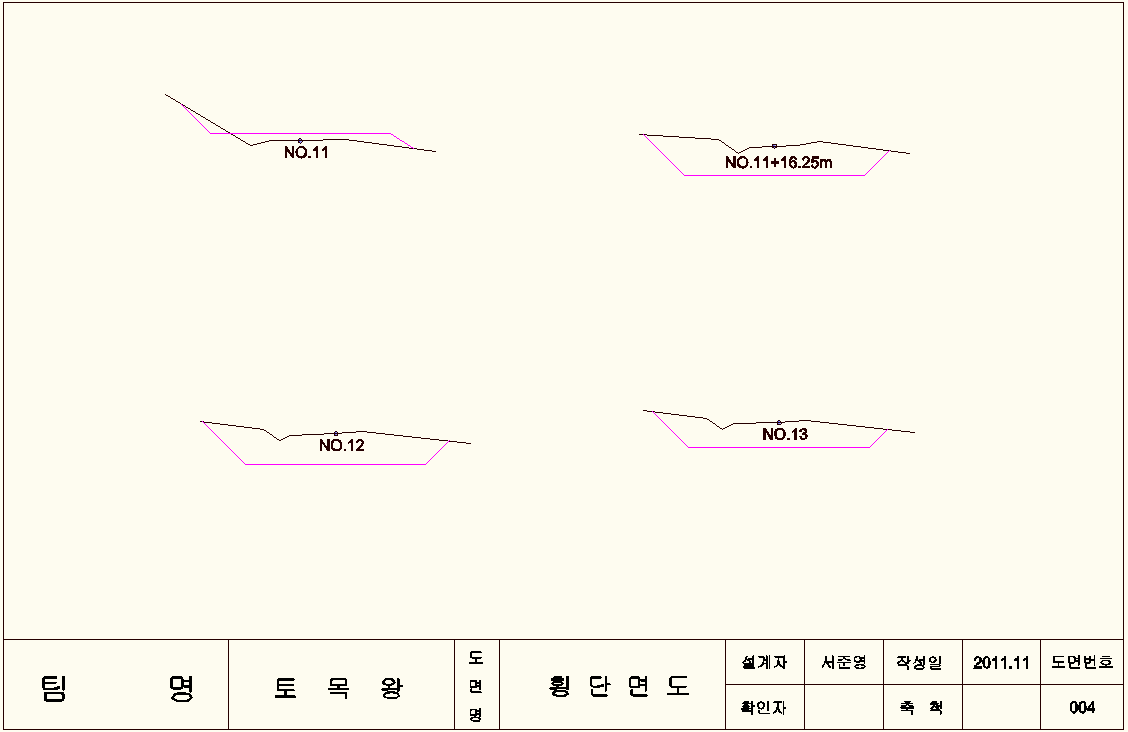 NO.11
NO.11+16.25m
NO.12
NO.13
팀 명
토 목 왕
도
면
명
횡 단 면 도
설계자
서준영
작성일
2011.11
도면번호
확인자
축 척
004